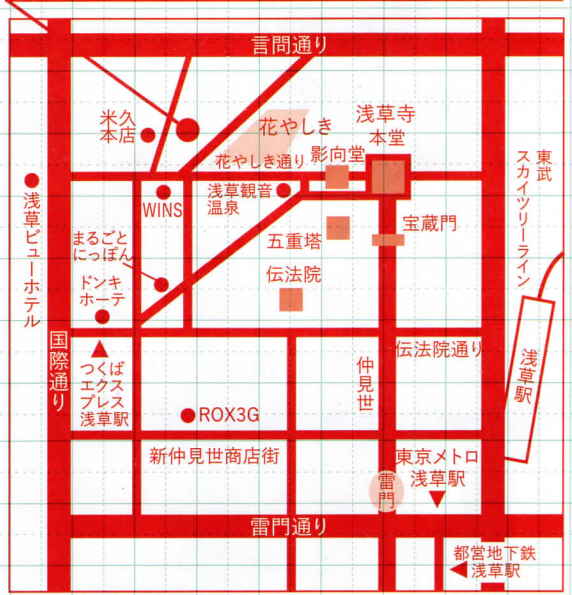 言問通り
米久
本店
花やしき
浅草寺
本堂
花やしき通り
影向堂
東武
スカイツリーライン
浅草ビューホテル
WINS
浅草観音
温泉
まるごと
にっぽん
五重塔
宝蔵門
ドンキ
ホーテ
伝法院
国際通り
つくば
エクス
プレス
浅草駅
伝法院通り
仲見世
浅草駅
ROX3G
新仲見世商店街
東京メトロ
浅草駅
雷門
雷門通り
都営地下鉄
浅草駅